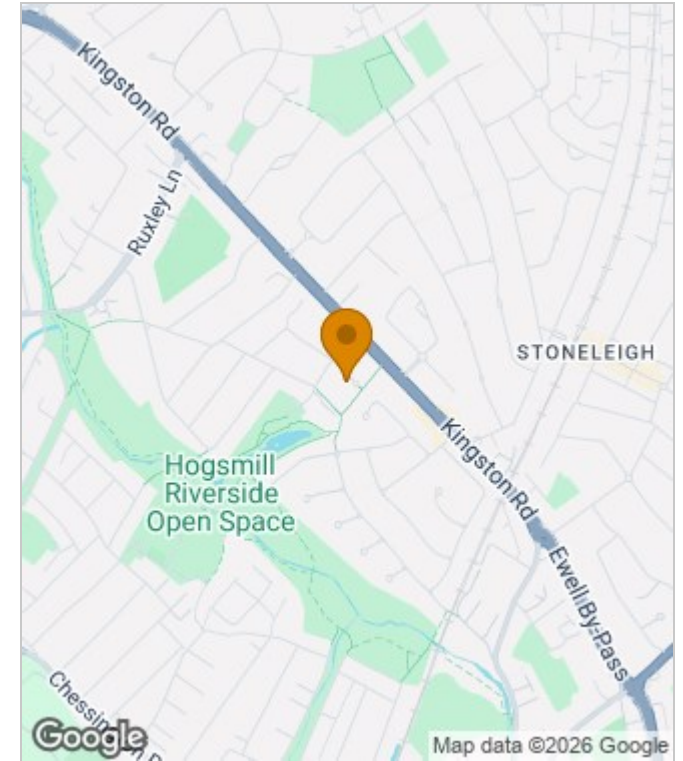 Kingston Rd
Ruxley Ln
STONELEIGH
Kingston Rd
Hogsmill
Riverside
Open Space
Ewell By-Pass
Google
Map data ©2026 Google